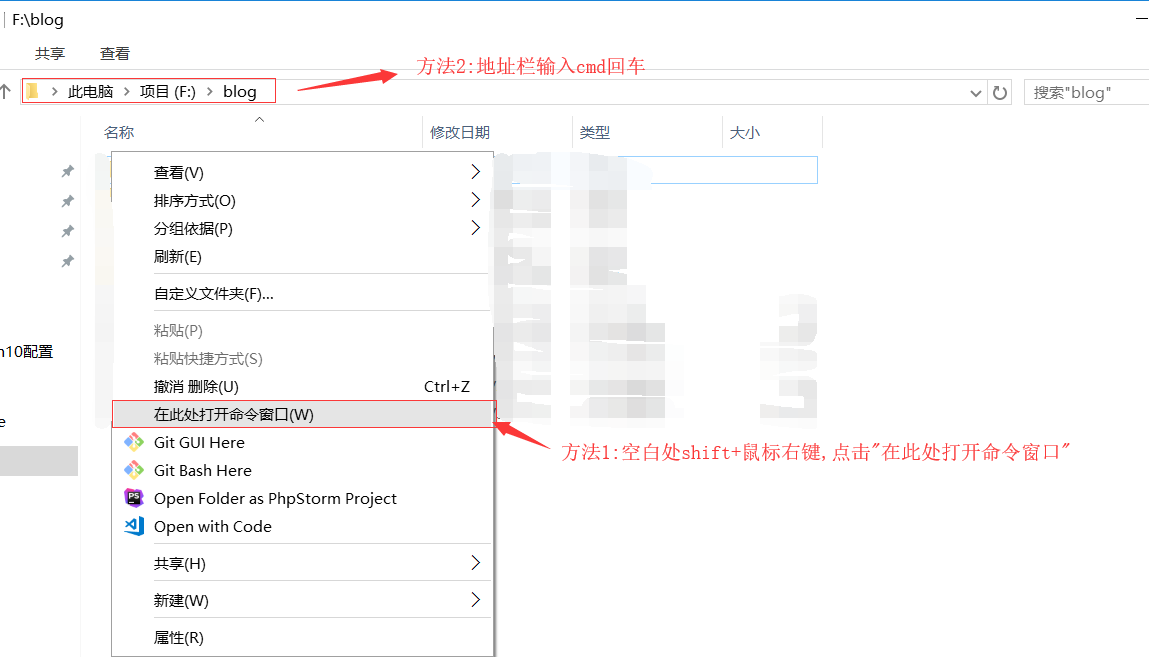 F:\blog
共享 查看
方法2:地址栏输入cmd回车
此电脑 项目 (F:) blog
搜索"blog"
名称 修改日期 类型 大小
查看(V)
排序方式(O)
分组依据(P)
刷新(E)
自定义文件夹(F)...
粘贴(P)
粘贴快捷方式(S)
撤消 删除(U) Ctrl+Z
在此处打开命令窗口(W)
方法1:空白处shift+鼠标右键,点击"在此处打开命令窗口"
Git GUI Here
Git Bash Here
Open Folder as PhpStorm Project
Open with Code
共享(H)
新建(W)
属性(R)
n10配置
e